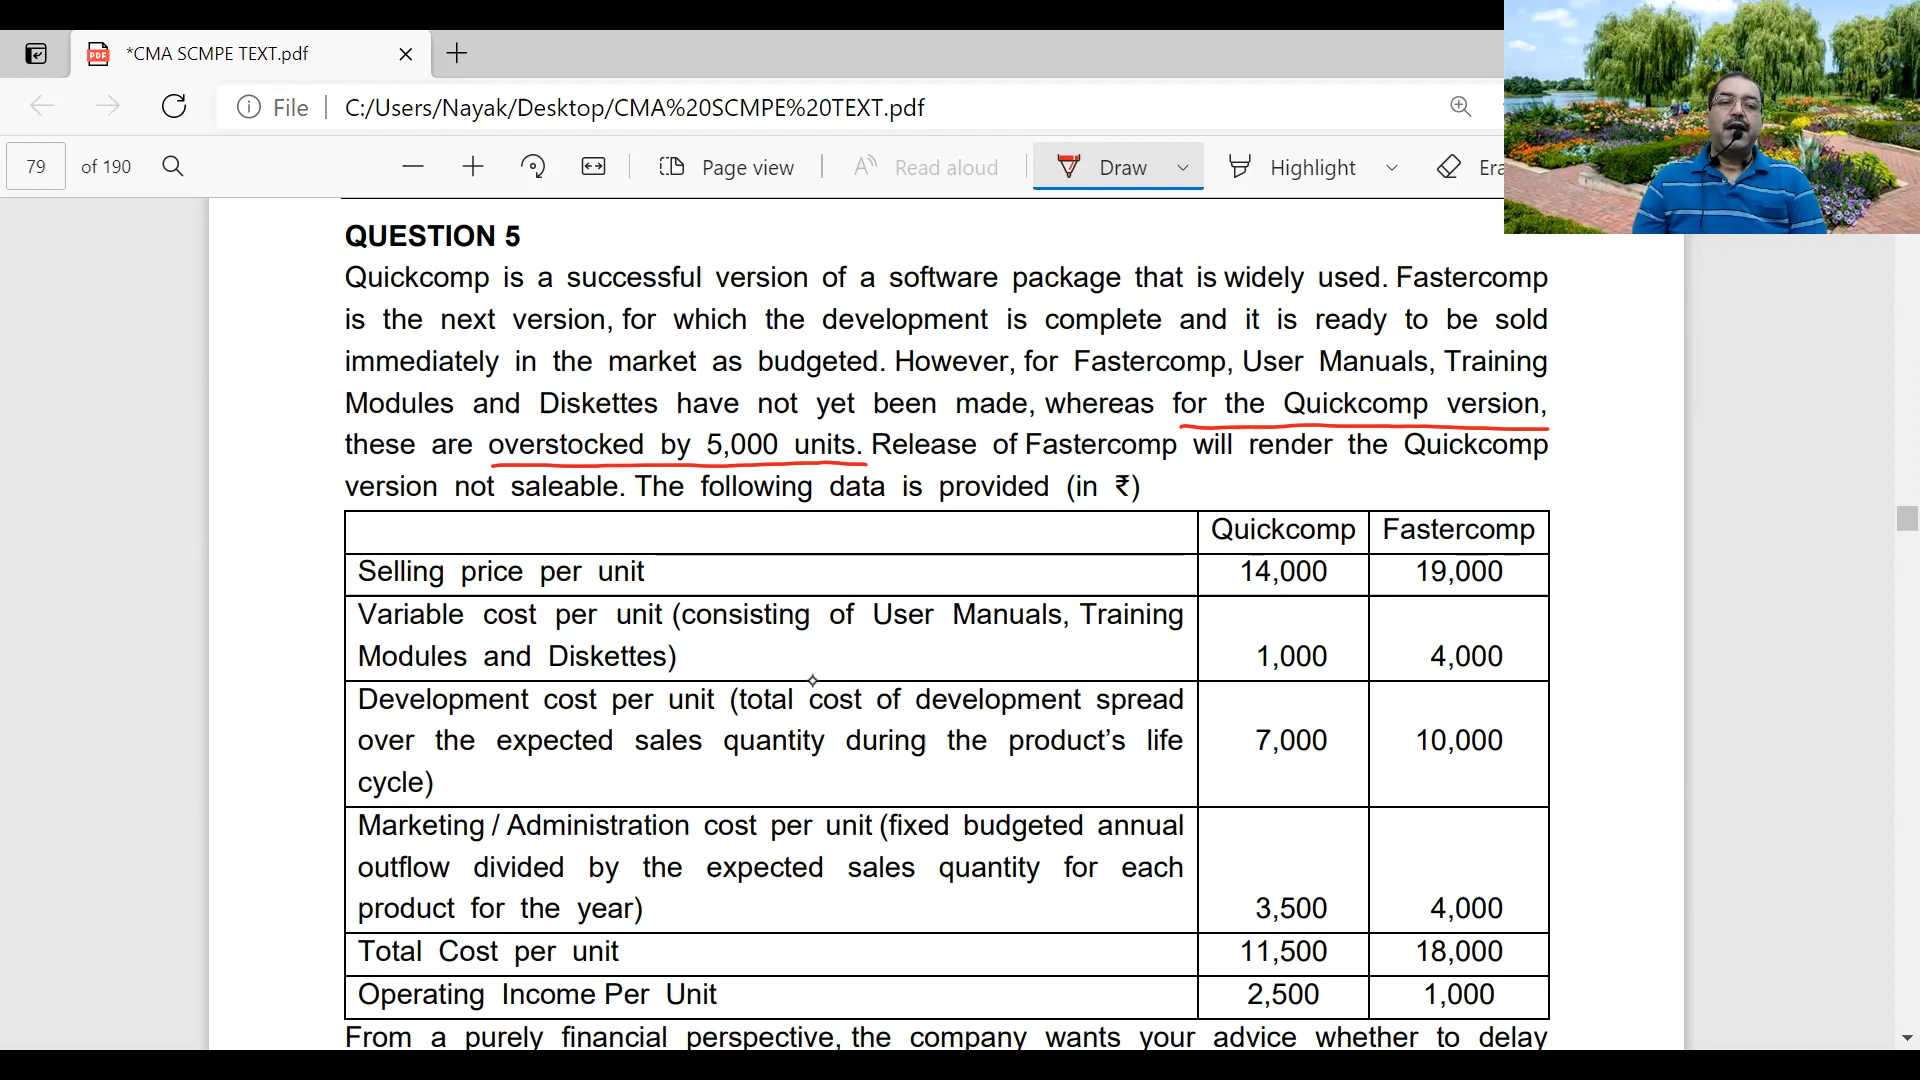 *CMA SCMPE TEXT.pdf
File | C:/Users/Nayak/Desktop/CMA%20SCMPE%20TEXT.pdf
79 of 190 Page view Read aloud Draw Highlight Era
QUESTION 5
Quickcomp is a successful version of a software package that is widely used. Fastercomp
is the next version, for which the development is complete and it is ready to be sold
immediately in the market as budgeted. However, for Fastercomp, User Manuals, Training
Modules and Diskettes have not yet been made, whereas for the Quickcomp version,
these are overstocked by 5,000 units. Release of Fastercomp will render the Quickcomp
version not saleable. The following data is provided (in ₹)
Quickcomp Fastercomp
Selling price per unit 14,000 19,000
Variable cost per unit (consisting of User Manuals, Training
Modules and Diskettes) 1,000 4,000
Development cost per unit (total cost of development spread
over the expected sales quantity during the product's life 7,000 10,000
cycle)
Marketing / Administration cost per unit (fixed budgeted annual
outflow divided by the expected sales quantity for each
product for the year) 3,500 4,000
Total Cost per unit 11,500 18,000
Operating Income Per Unit 2,500 1,000
From a purely financial perspective, the company wants your advice whether to delay